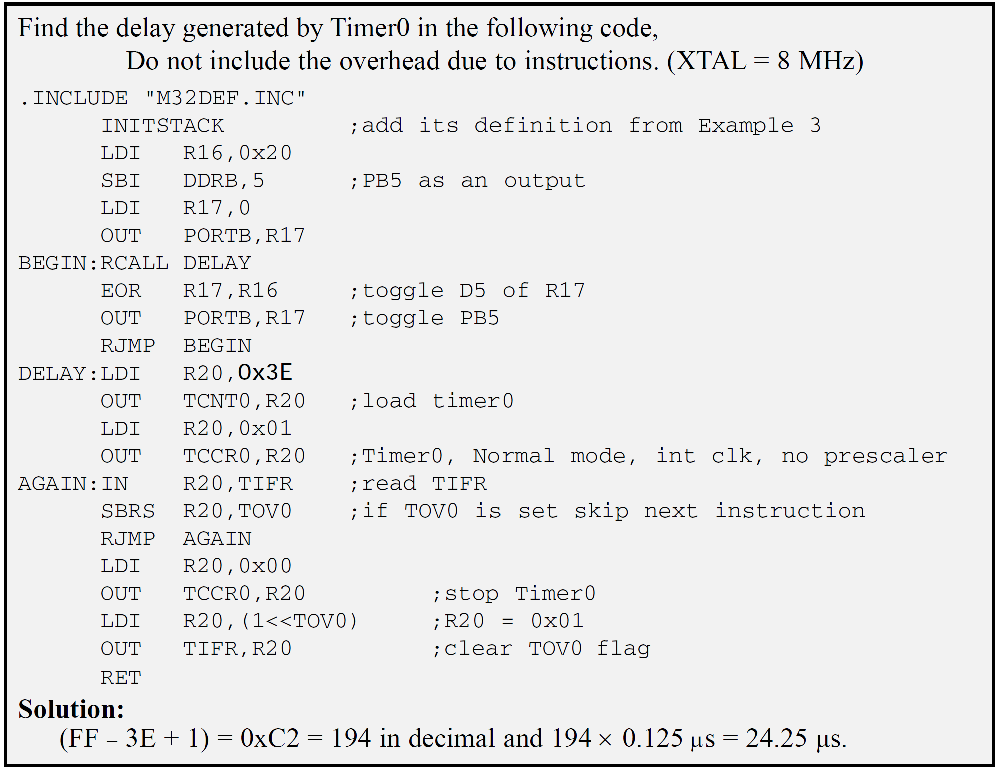 Find the delay generated by Timer0 in the following code,
Do not include the overhead due to instructions. (XTAL = 8 MHz)
.INCLUDE "M32DEF.INC"
INITSTACK ;add its definition from Example 3
LDI R16,0x20
SBI DDRB,5 ;PB5 as an output
LDI R17,0
OUT PORTB,R17
BEGIN:RCALL DELAY
EOR R17,R16 ;toggle D5 of R17
OUT PORTB,R17 ;toggle PB5
RJMP BEGIN
DELAY:LDI R20,0x3E
OUT TCNT0,R20 ;load timer0
LDI R20,0x01
OUT TCCR0,R20 ;Timer0, Normal mode, int clk, no prescaler
AGAIN:IN R20,TIFR ;read TIFR
SBRS R20,TOV0 ;if TOV0 is set skip next instruction
RJMP AGAIN
LDI R20,0x00
OUT TCCR0,R20 ;stop Timer0
LDI R20,(1<<TOV0) ;R20 = 0x01
OUT TIFR,R20 ;clear TOV0 flag
RET
Solution:
(FF – 3E + 1) = 0xC2 = 194 in decimal and 194 × 0.125 μs = 24.25 μs.